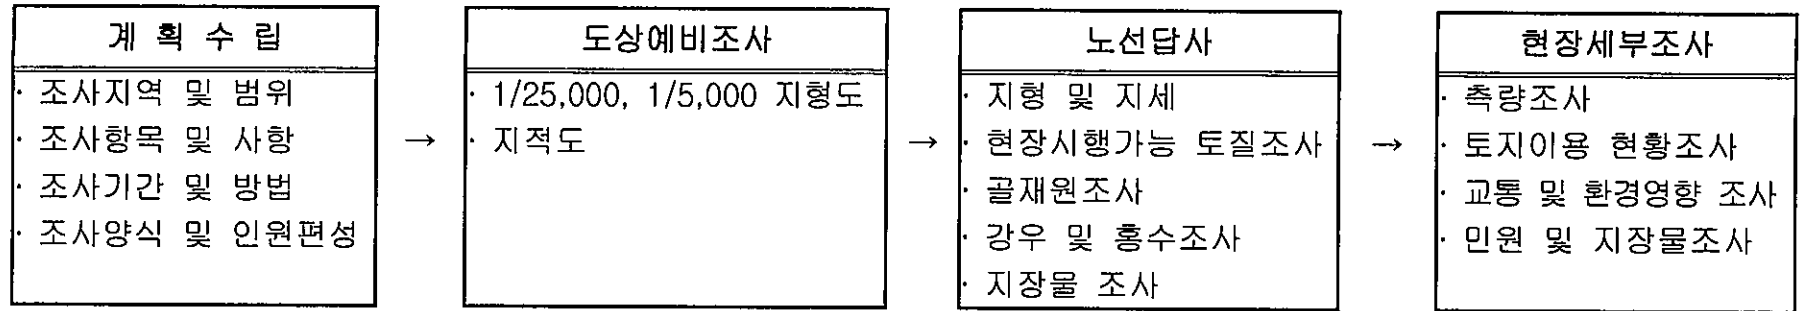 계 획 수 립
· 조사지역 및 범위
· 조사항목 및 사항
· 조사기간 및 방법
· 조사양식 및 인원편성
→
도상예비조사
· 1/25,000, 1/5,000 지형도
· 지적도
→
노선답사
· 지형 및 지세
· 현장시행가능 토질조사
· 골재원조사
· 강우 및 홍수조사
· 지장물 조사
→
현장세부조사
· 측량조사
· 토지이용 현황조사
· 교통 및 환경영향 조사
· 민원 및 지장물조사